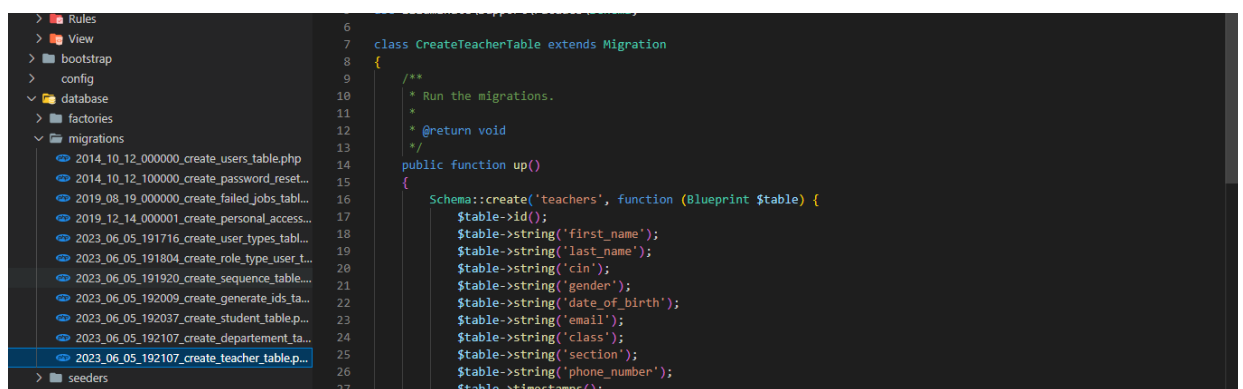 Rules
View
bootstrap
config
database
factories
migrations
2014_10_12_000000_create_users_table.php
2014_10_12_100000_create_password_reset...
2019_08_19_000000_create_failed_jobs_tabl...
2019_12_14_000001_create_personal_access...
2023_06_05_191716_create_user_types_tabl...
2023_06_05_191804_create_role_type_user_t...
2023_06_05_191920_create_sequence_table....
2023_06_05_192009_create_generate_ids_ta...
2023_06_05_192037_create_student_table.p...
2023_06_05_192107_create_departement_ta...
2023_06_05_192107_create_teacher_table.p...
seeders
6
7 class CreateTeacherTable extends Migration
8 {
9 /**
10 * Run the migrations.
11 *
12 * @return void
13 */
14 public function up()
15 {
16 Schema::create('teachers', function (Blueprint $table) {
17 $table->id();
18 $table->string('first_name');
19 $table->string('last_name');
20 $table->string('cin');
21 $table->string('gender');
22 $table->string('date_of_birth');
23 $table->string('email');
24 $table->string('class');
25 $table->string('section');
26 $table->string('phone_number');
27 $table->timestamps();